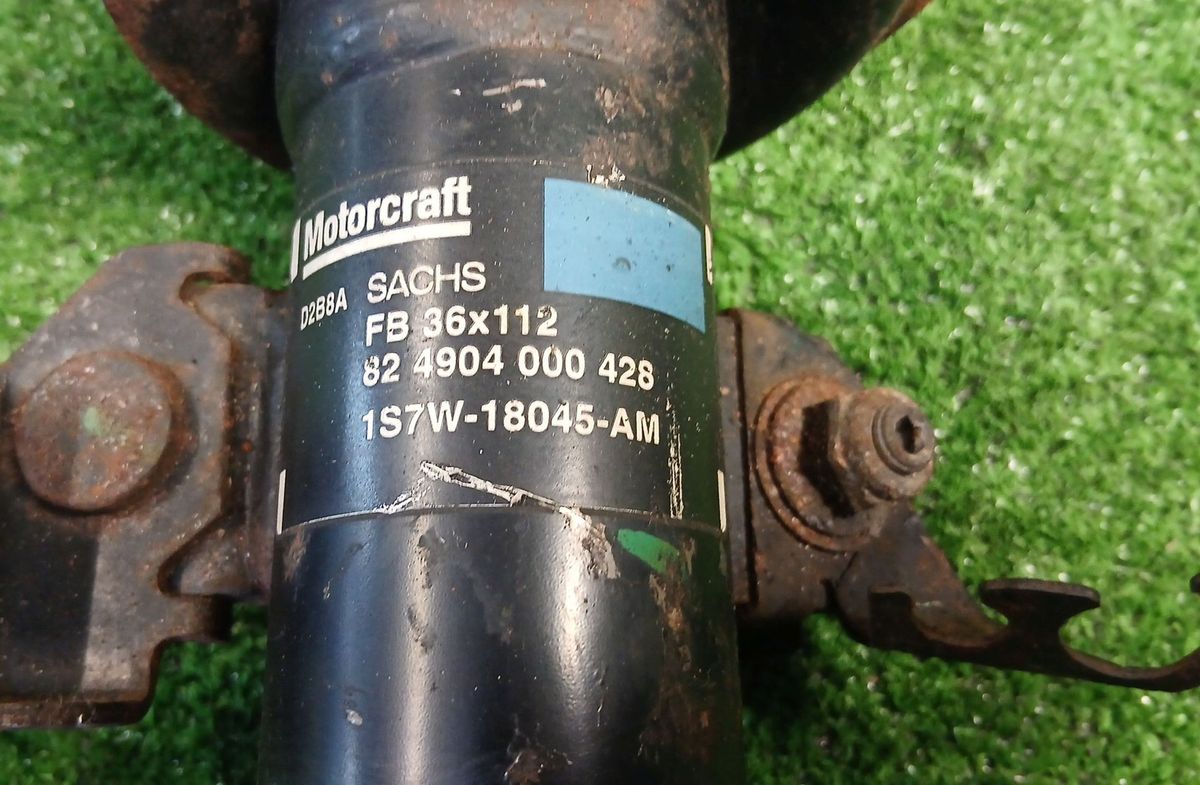 Motorcraft
SACHS
D2B8A
FB 36x112
82 4904 000 428
1S7W-18045-AM